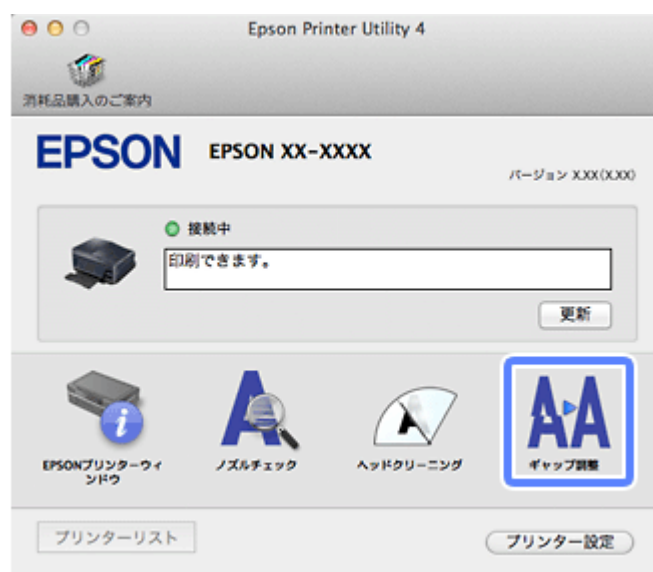 Epson Printer Utility 4
消耗品購入のご案内
EPSON EPSON XX-XXXX
バージョン X.XX(X.XX)
接続中
印刷できます。
更新
EPSONプリンターウィ
ンドウ
ノズルチェック
ヘッドクリーニング
ギャップ調整
プリンターリスト
プリンター設定